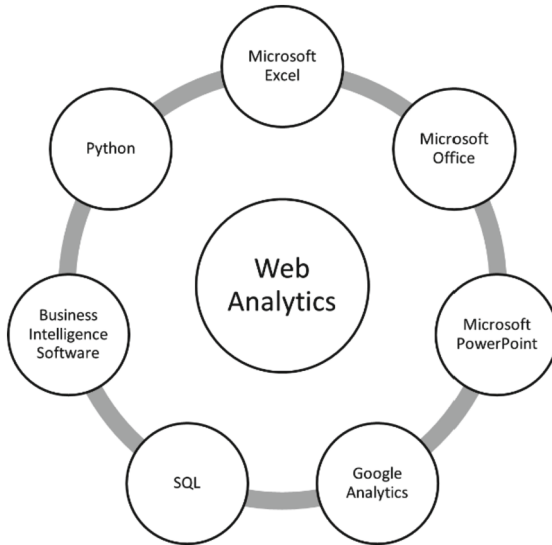 Microsoft
Excel
Microsoft
Office
Microsoft
PowerPoint
Google
Analytics
SQL
Business
Intelligence
Software
Python
Web
Analytics